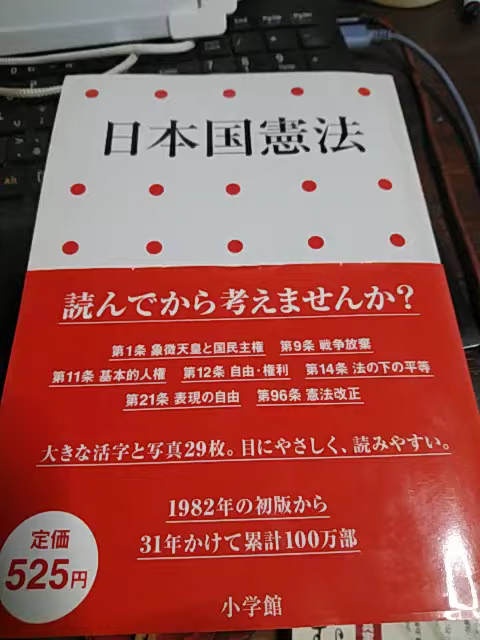 日本国憲法
読んでから考えませんか?
第1条 象徴天皇と国民主権 第9条 戦争放棄
第11条 基本的人権 第12条 自由・権利 第14条 法の下の平等
第21条 表現の自由 第96条 憲法改正
大きな活字と写真29枚。目にやさしく、読みやすい。
1982年の初版から
31年かけて累計100万部
定価
525円
小学館